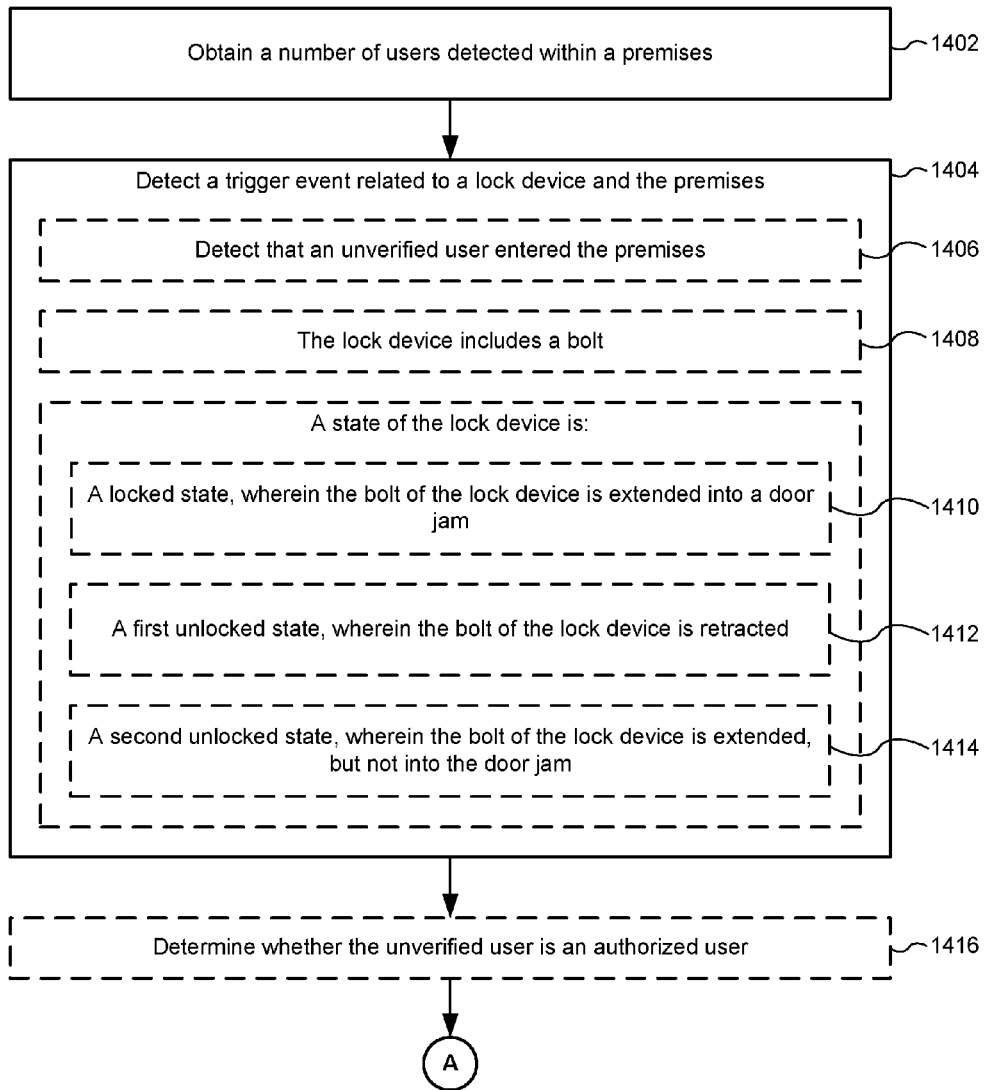 Obtain a number of users detected within a premises
1402
Detect a trigger event related to a lock device and the premises
1404
Detect that an unverified user entered the premises
1406
The lock device includes a bolt
1408
A state of the lock device is:
A locked state, wherein the bolt of the lock device is extended into a door
jam
1410
A first unlocked state, wherein the bolt of the lock device is retracted
1412
A second unlocked state, wherein the bolt of the lock device is extended,
but not into the door jam
1414
Determine whether the unverified user is an authorized user
1416
A